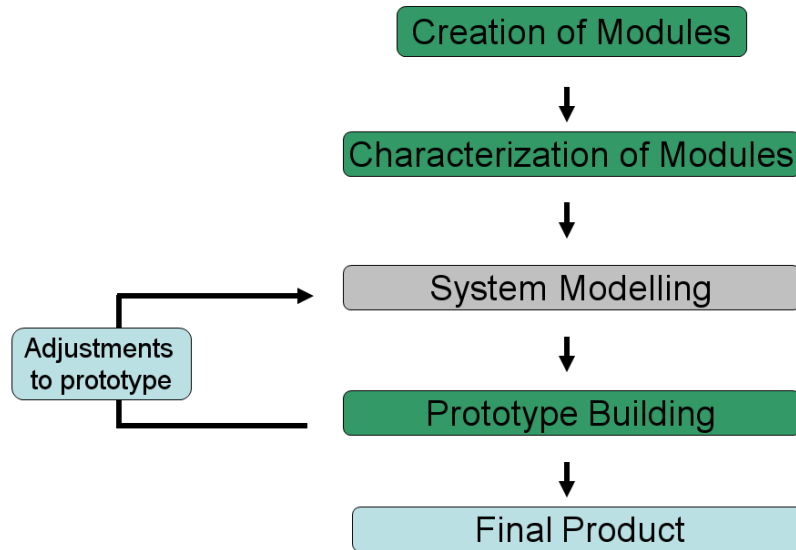 Creation of Modules
Characterization of Modules
System Modelling
Adjustments
to prototype
Prototype Building
Final Product